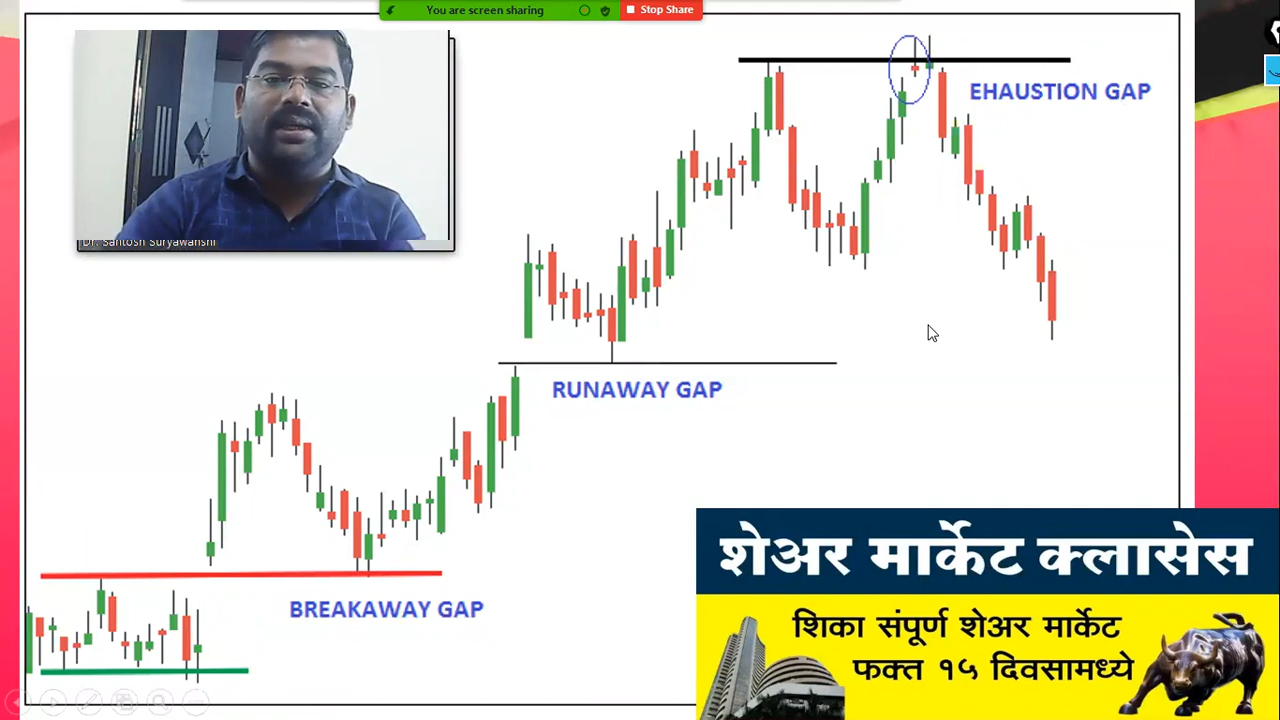 You are screen sharing
Stop Share
EHAUSTION GAP
Dr. Santosh Suryawanshi
RUNAWAY GAP
BREAKAWAY GAP
शेअर मार्केट क्लासेस
शिका संपूर्ण शेअर मार्केट
फक्त १५ दिवसामध्ये